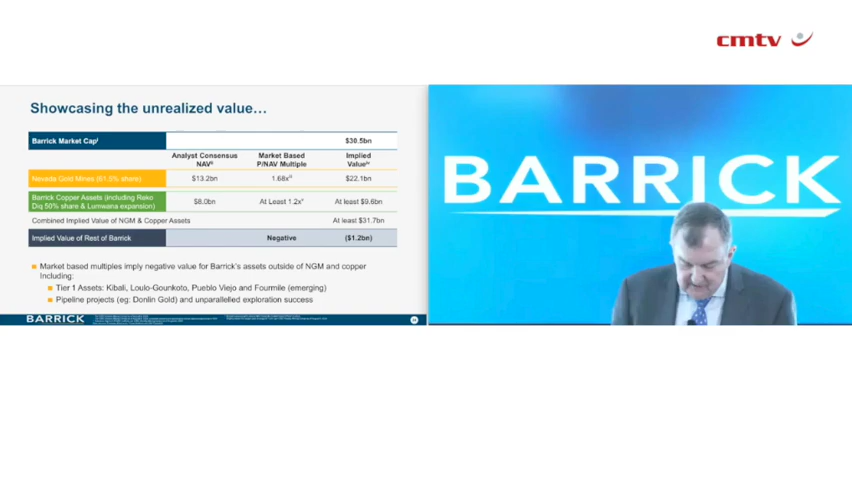 cmtv
Showcasing the unrealized value…
Barrick Market Cap $30.5bn
Analyst Consensus Market Based Implied
NAV P/NAV Multiple Value
Nevada Gold Mines (61.5% share) $13.2bn 1.68x $22.1bn
Barrick Copper Assets (including Reko
Diq 50% share & Lumwana expansion) $8.0bn At Least 1.2x At least $9.6bn
Combined Implied Value of NGM & Copper Assets At least $31.7bn
Implied Value of Rest of Barrick Negative ($1.2bn)
Market based multiples imply negative value for Barrick's assets outside of NGM and copper
Including:
Tier 1 Assets: Kibali, Loulo-Gounkoto, Pueblo Viejo and Fourmile (emerging)
Pipeline projects (eg: Donlin Gold) and unparalleled exploration success
BARRICK
BARRICK